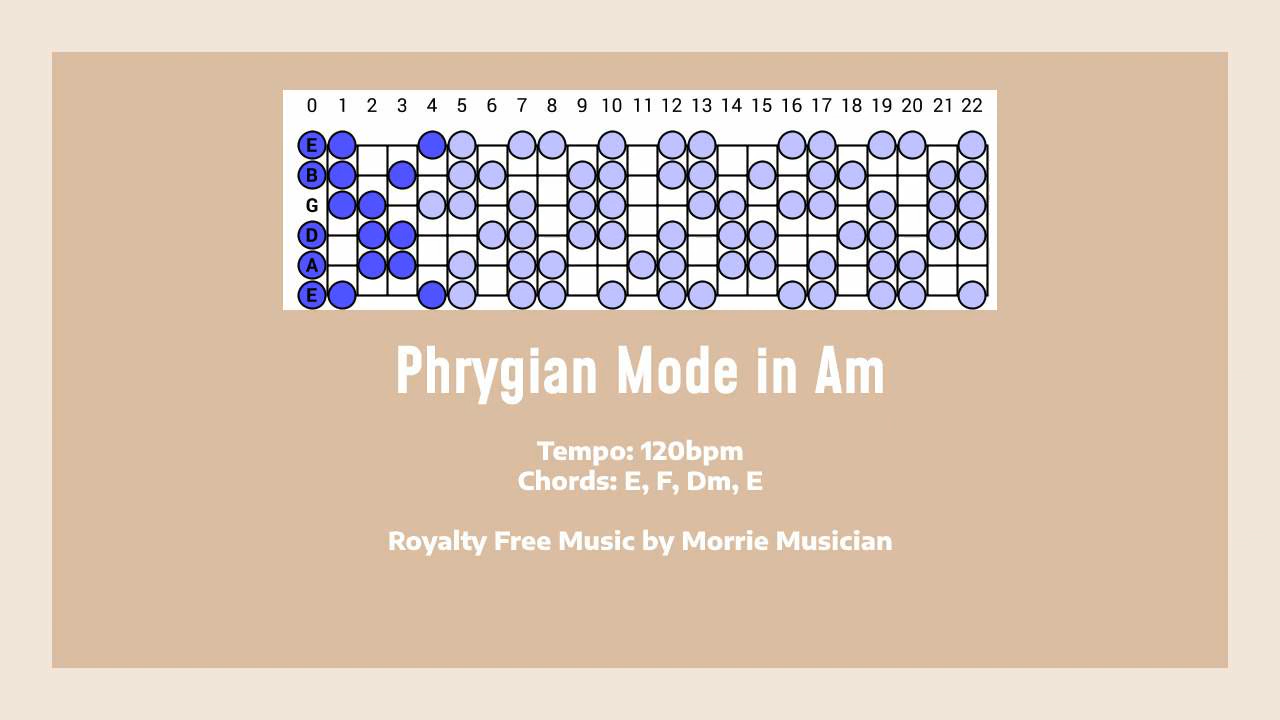 0 1 2 3 4 5 6 7 8 9 10 11 12 13 14 15 16 17 18 19 20 21 22
E
B
G
D
A
E
Phrygian Mode in Am
Tempo: 120bpm
Chords: E, F, Dm, E
Royalty Free Music by Morrie Musician